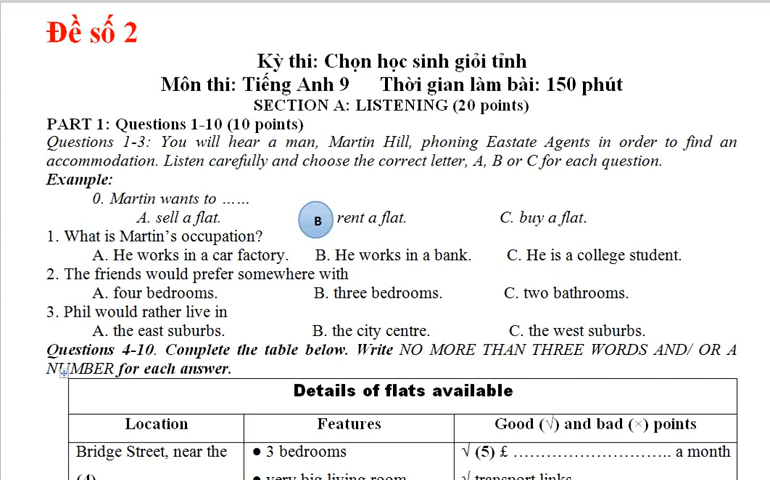 Đề số 2
Kỳ thi: Chọn học sinh giỏi tỉnh
Môn thi: Tiếng Anh 9 Thời gian làm bài: 150 phút
SECTION A: LISTENING (20 points)
PART 1: Questions 1-10 (10 points)
Questions 1-3: You will hear a man, Martin Hill, phoning Eastate Agents in order to find an
accommodation. Listen carefully and choose the correct letter, A, B or C for each question.
Example:
0. Martin wants to ……
A. sell a flat. B rent a flat. C. buy a flat.
1. What is Martin's occupation?
A. He works in a car factory. B. He works in a bank. C. He is a college student.
2. The friends would prefer somewhere with
A. four bedrooms. B. three bedrooms. C. two bathrooms.
3. Phil would rather live in
A. the east suburbs. B. the city centre. C. the west suburbs.
Questions 4-10. Complete the table below. Write NO MORE THAN THREE WORDS AND/ OR A
NUMBER for each answer.
Details of flats available
Location Features Good (√) and bad (×) points
Bridge Street, near the ● 3 bedrooms √ (5) £ ………………………. a month
(4) ● very big living room √ transport links